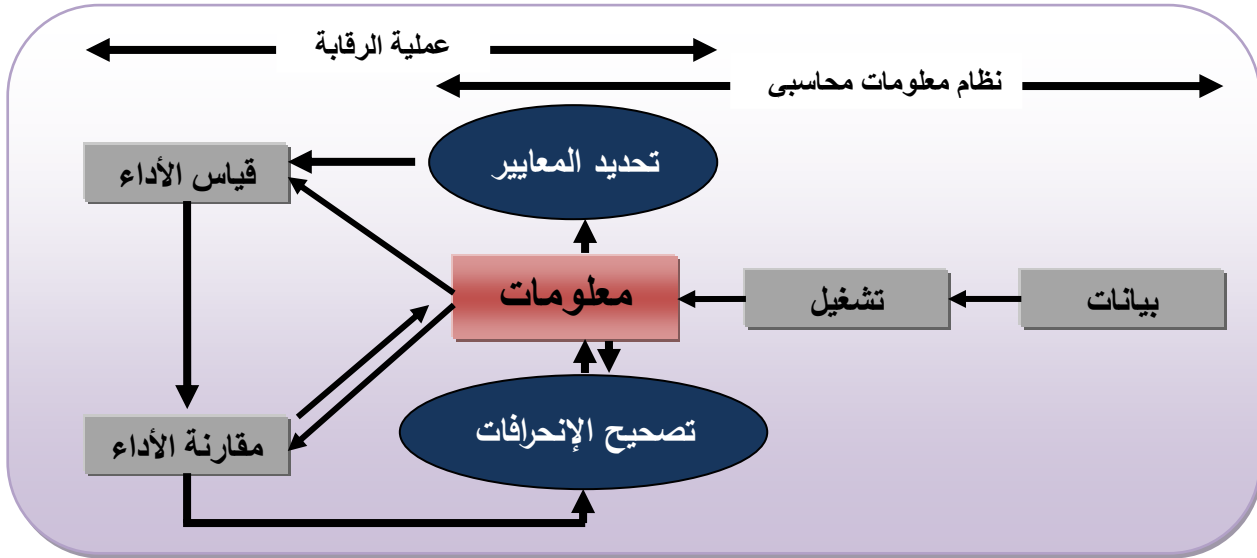 عملية الرقابة
نظام معلومات محاسبى
تحديد المعايير
قياس الأداء
بيانات
تشغيل
معلومات
تصحيح الإنحرافات
مقارنة الأداء